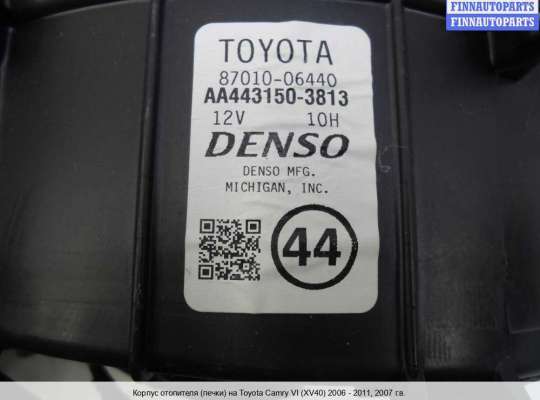 FINNAUTOPARTS
FINNAUTOPARTS
TOYOTA
87010-06440
AA443150-3813
12V 10H
DENSO
DENSO MFG.
MICHIGAN, INC.
44
Корпус отопителя (печки) на Toyota Camry VI (XV40) 2006 - 2011, 2007 г.в.